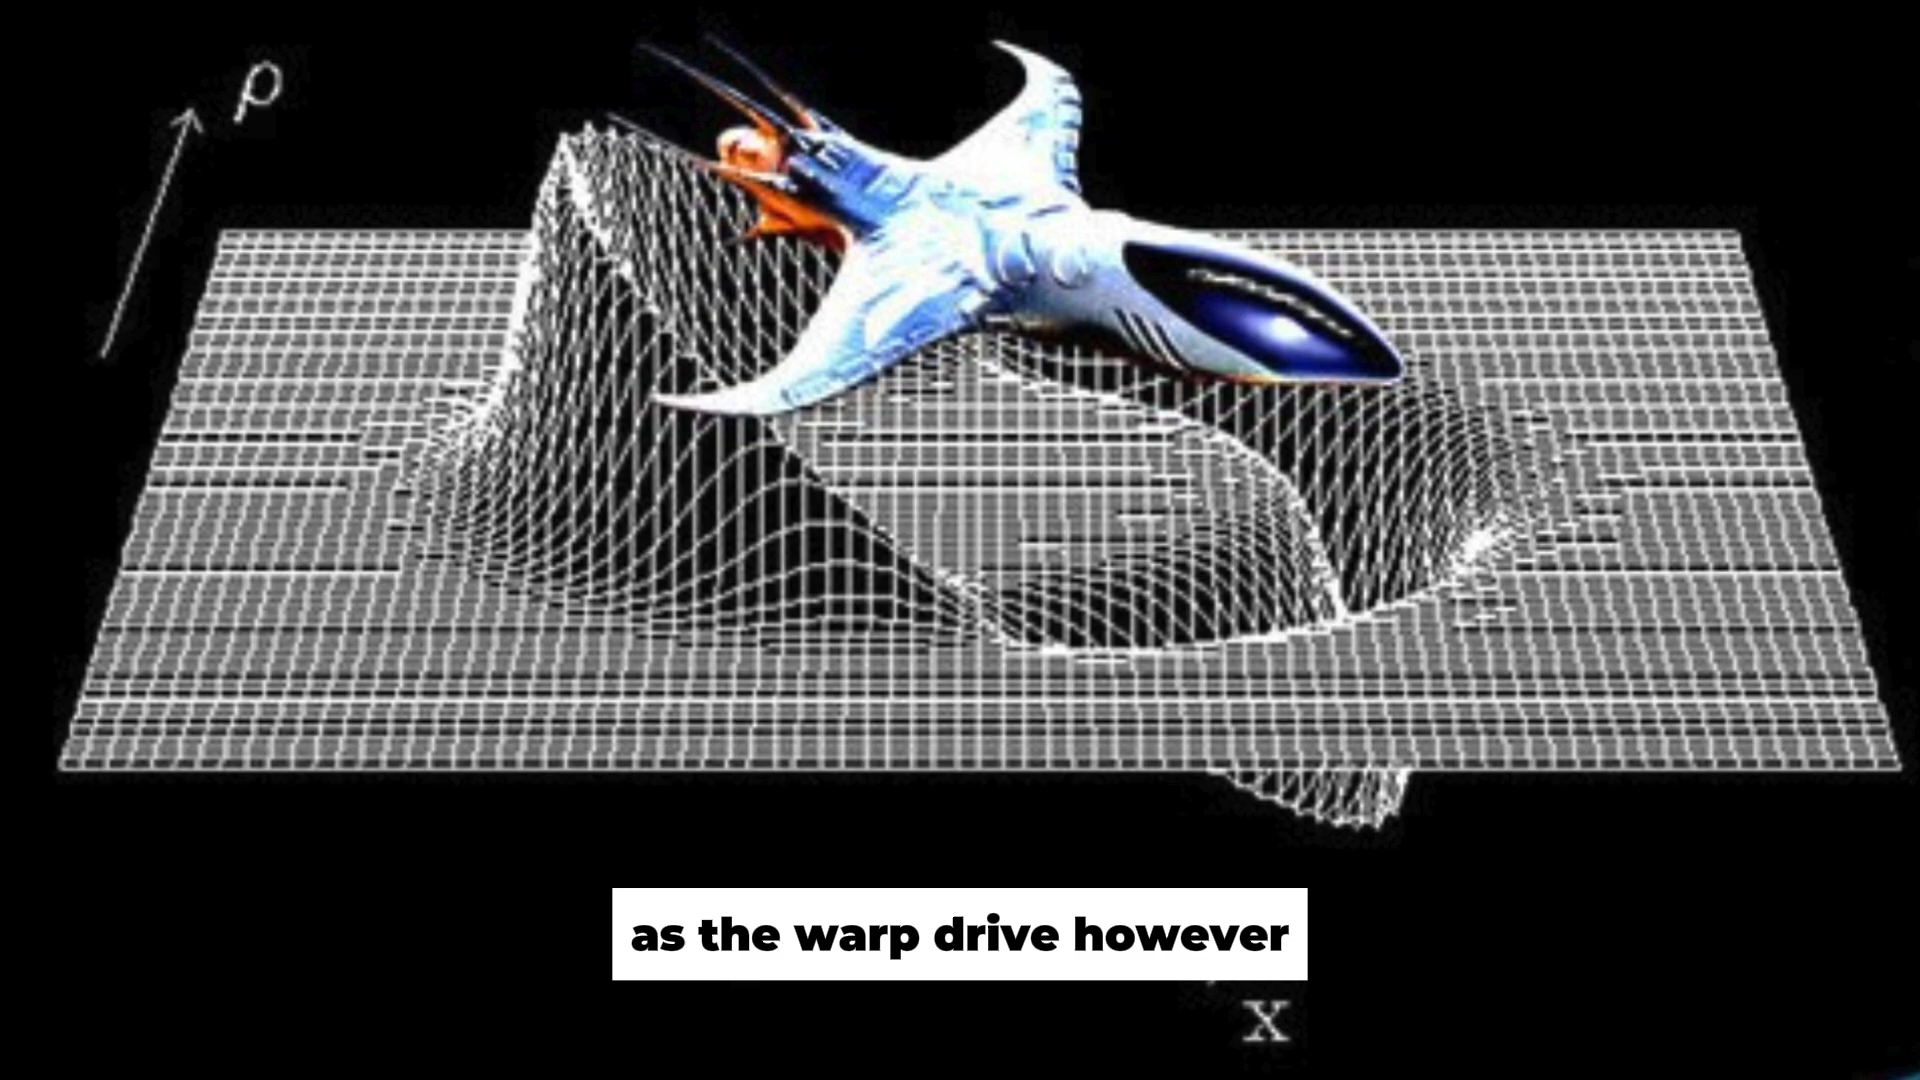 ρ
as the warp drive however
x